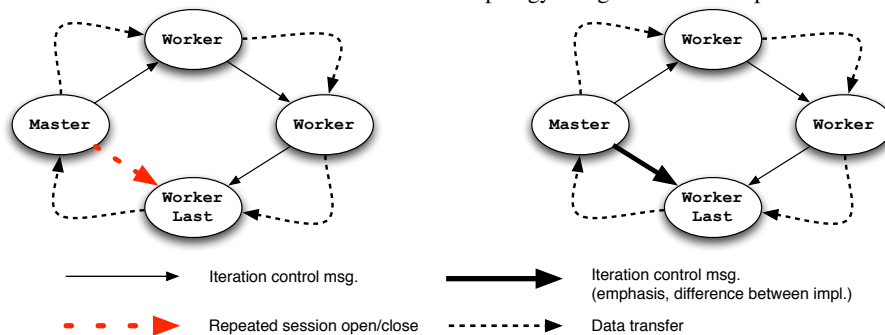 Worker
Worker
Master
Worker
Master
Worker
Worker
Last
Worker
Last
Iteration control msg.
Iteration control msg.
(emphasis, difference between impl.)
Repeated session open/close
Data transfer